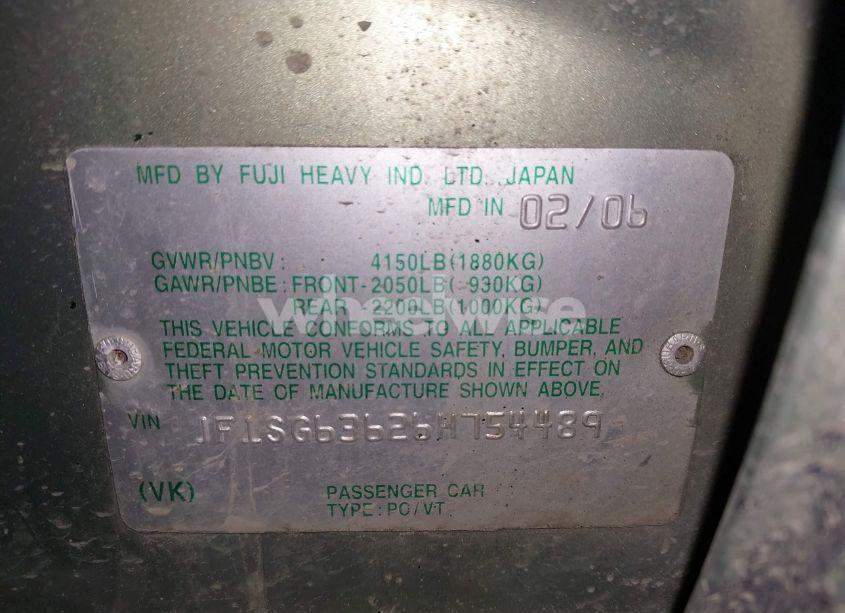 MFD BY FUJI HEAVY IND. LTD. JAPAN
MFD IN 02/06
GVWR/PNBV: 4150LB(1880KG)
GAWR/PNBE: FRONT-2050LB( 930KG)
REAR -2200LB(1000KG)
wheelwise
THIS VEHICLE CONFORMS TO ALL APPLICABLE
FEDERAL MOTOR VEHICLE SAFETY, BUMPER, AND
THEFT PREVENTION STANDARDS IN EFFECT ON
THE DATE OF MANUFACTURE SHOWN ABOVE.
VIN JF1SG63626H754489
(VK) PASSENGER CAR
TYPE:PO/VT